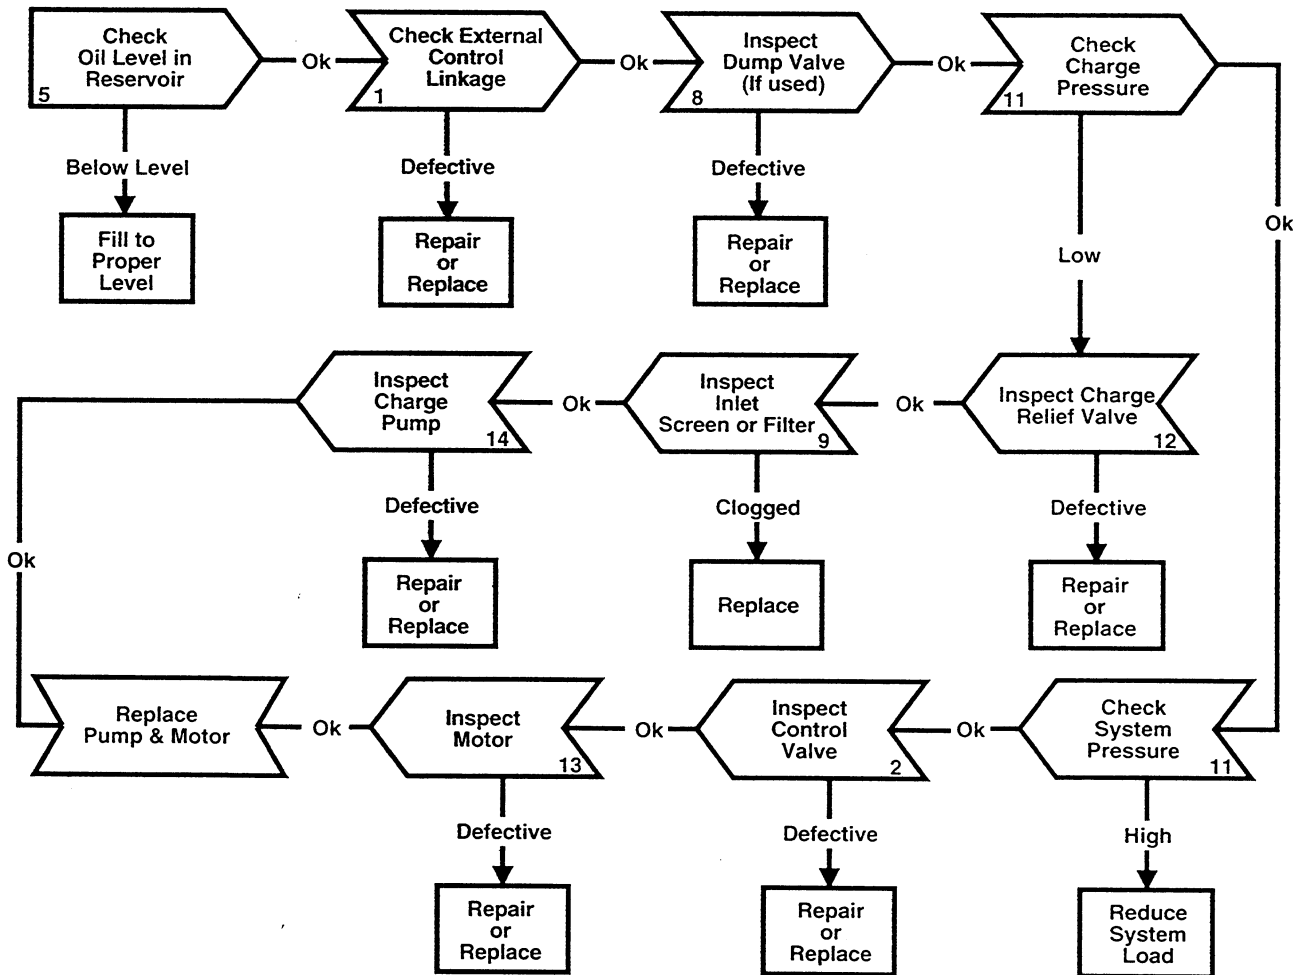 Check
Oil Level in
Reservoir
5
Ok
Check External
Control
Linkage
1
Ok
Inspect
Dump Valve
(If used)
8
Ok
Check
Charge
Pressure
11
Below Level
Defective
Defective
Low
Ok
Fill to
Proper
Level
Repair
or
Replace
Repair
or
Replace
Inspect Charge
Relief Valve
12
Ok
Inspect
Inlet
Screen or Filter
9
Ok
Inspect
Charge
Pump
14
Defective
Clogged
Defective
Ok
Repair
or
Replace
Replace
Repair
or
Replace
Check
System
Pressure
11
Ok
Inspect
Control
Valve
2
Ok
Inspect
Motor
13
Ok
Replace
Pump & Motor
Defective
Defective
High
Repair
or
Replace
Repair
or
Replace
Reduce
System
Load